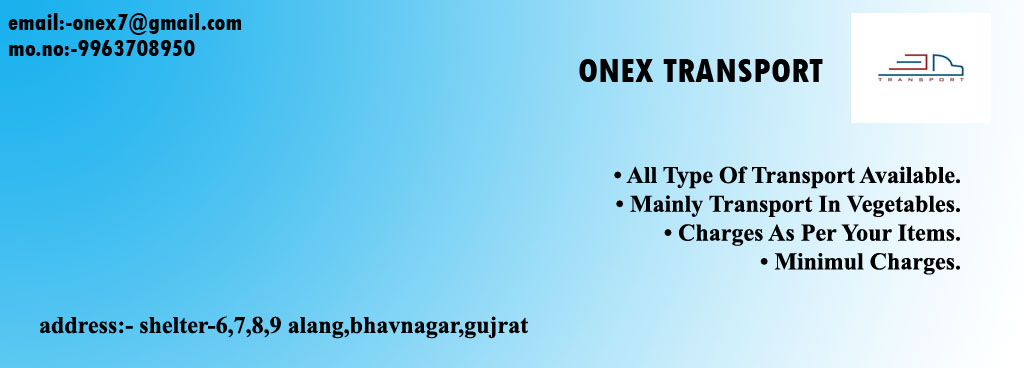 email:-onex7@gmail.com
mo.no:-9963708950
ONEX TRANSPORT
TRANSPORT
• All Type Of Transport Available.
• Mainly Transport In Vegetables.
• Charges As Per Your Items.
• Minimul Charges.
address:- shelter-6,7,8,9 alang,bhavnagar,gujrat